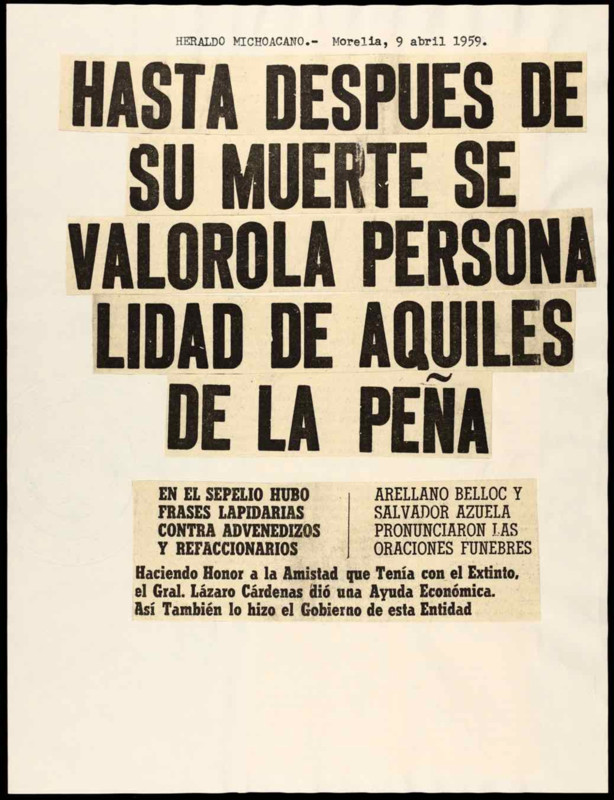 HERALDO MICHOACANO.- Morelia, 9 abril 1959.
HASTA DESPUES DE
SU MUERTE SE
VALOROLA PERSONA
LIDAD DE AQUILES
DE LA PEÑA
EN EL SEPELIO HUBO
FRASES LAPIDARIAS
CONTRA ADVENEDIZOS
Y REFACCIONARIOS
ARELLANO BELLOC Y
SALVADOR AZUELA
PRONUNCIARON LAS
ORACIONES FUNEBRES
Haciendo Honor a la Amistad que Tenía con el Extinto,
el Gral. Lázaro Cárdenas dió una Ayuda Económica.
Así También lo hizo el Gobierno de esta Entidad